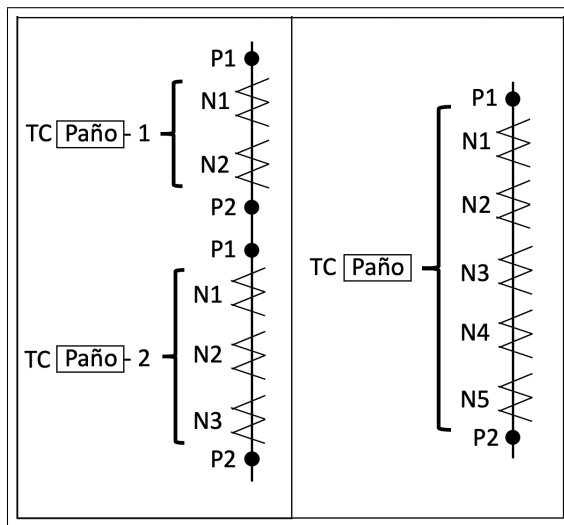 P1
N1
TC Paño - 1
N2
P2
P1
N1
TC Paño - 2
N2
N3
P2
P1
N1
N2
TC Paño
N3
N4
N5
P2